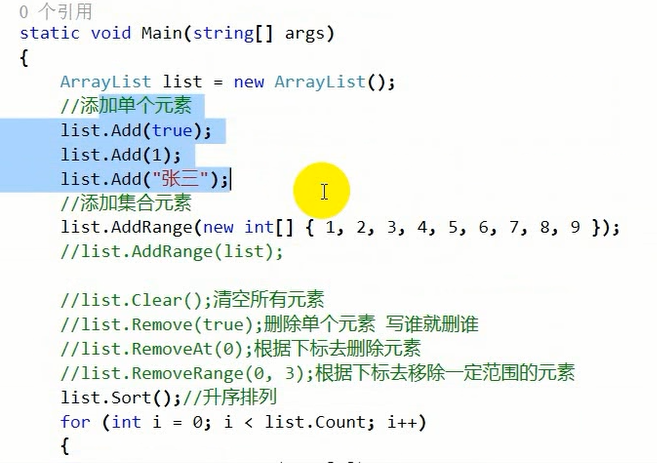 0 个引用
static void Main(string[] args)
{
ArrayList list = new ArrayList();
//添加单个元素
list.Add(true);
list.Add(1);
list.Add("张三");
//添加集合元素
list.AddRange(new int[] { 1, 2, 3, 4, 5, 6, 7, 8, 9 });
//list.AddRange(list);
//list.Clear();清空所有元素
//list.Remove(true);删除单个元素 写谁就删谁
//list.RemoveAt(0);根据下标去删除元素
//list.RemoveRange(0, 3);根据下标去移除一定范围的元素
list.Sort();//升序排列
for (int i = 0; i < list.Count; i++)
{